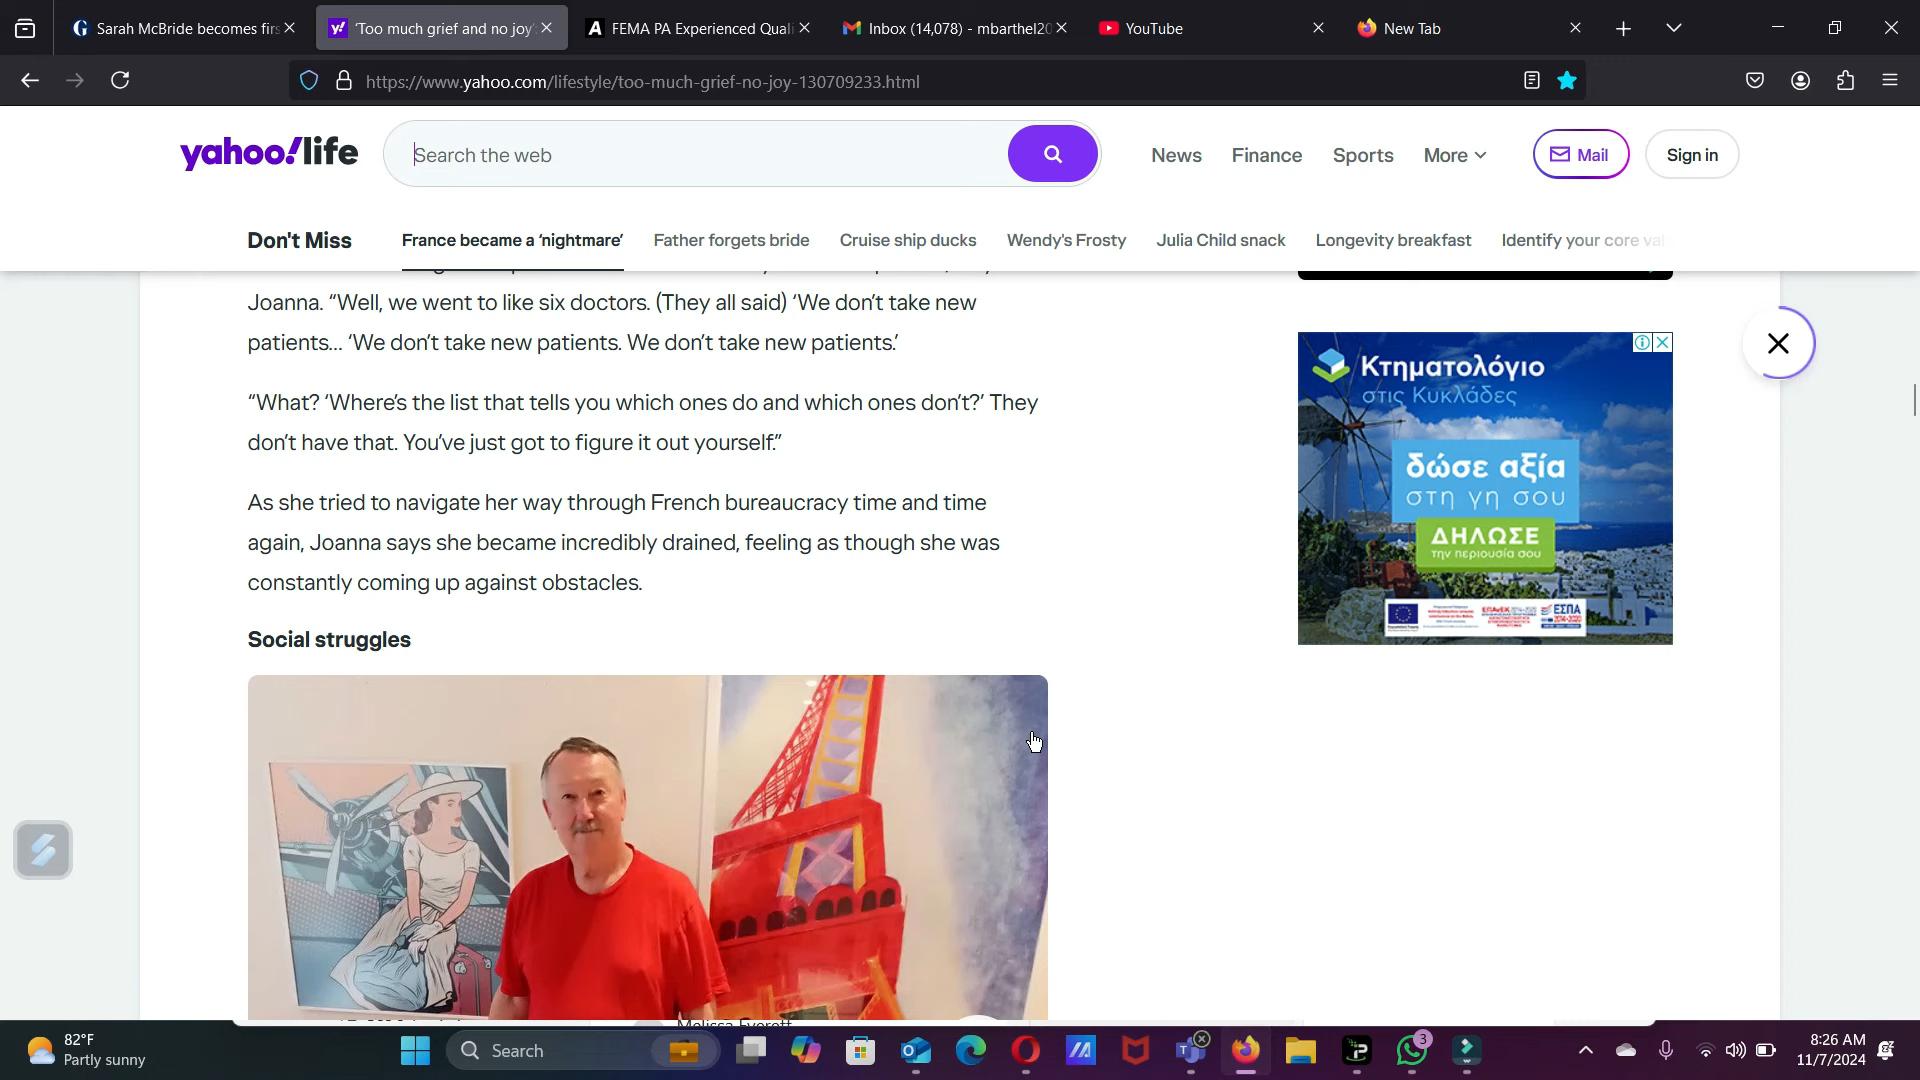 Sarah McBride becomes firs
'Too much grief and no joy'
FEMA PA Experienced Quali
Inbox (14,078) - mbarthel20
YouTube
New Tab
https://www.yahoo.com/lifestyle/too-much-grief-no-joy-130709233.html
yahoo!life
Search the web
News
Finance
Sports
More
Mail
Sign in
Don't Miss
France became a 'nightmare'
Father forgets bride
Cruise ship ducks
Wendy's Frosty
Julia Child snack
Longevity breakfast
Identify your core val
Joanna. "Well, we went to like six doctors. (They all said) 'We don't take new
patients... 'We don't take new patients. We don't take new patients.'
"What? 'Where's the list that tells you which ones do and which ones don't?' They
don't have that. You've just got to figure it out yourself."
As she tried to navigate her way through French bureaucracy time and time
again, Joanna says she became incredibly drained, feeling as though she was
constantly coming up against obstacles.
Social struggles
Κτηματολόγιο
στις Κυκλάδες
δώσε αξία
στη γη σου
ΔΗΛΩΣΕ
την περιουσία σου
ΕΣΠΑ
2014-2020
82°F
Partly sunny
Search
3
8:26 AM
11/7/2024